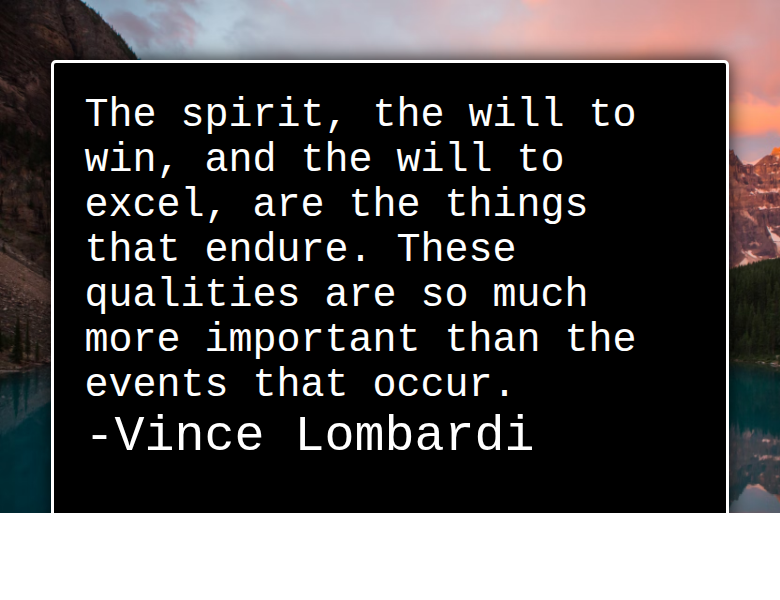 The spirit, the will to
win, and the will to
excel, are the things
that endure. These
qualities are so much
more important than the
events that occur.
-Vince Lombardi